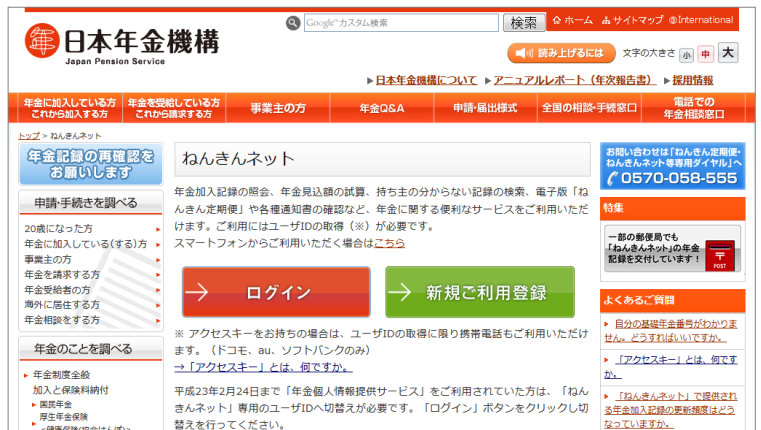 日本年金機構
Japan Pension Service
Google™ カスタム検索
検索
ホーム サイトマップ @International
読み上げるには
文字の大きさ 小 中 大
日本年金機構について アニュアルレポート(年次報告書) 採用情報
年金に加入している方
これから加入する方
年金を受給している方
これから請求する方
事業主の方
年金Q&A
申請・届出様式
全国の相談・手続窓口
電話での
年金相談窓口
トップ > ねんきんネット
年金記録の再確認を
お願いします
申請・手続きを調べる
20歳になった方
年金に加入している(する)方
事業主の方
年金を請求する方
年金受給者の方
海外に居住する方
年金相談をする方
年金のことを調べる
年金制度全般
加入と保険料納付
国民年金
厚生年金保険
ねんきんネット
年金加入記録の照会、年金見込額の試算、持ち主の分からない記録の検索、電子版「ね
んきん定期便」や各種通知書の確認など、年金に関する便利なサービスをご利用いただ
けます。ご利用にはユーザIDの取得(※)が必要です。
スマートフォンからご利用いただく場合はこちら
→ ログイン
→ 新規ご利用登録
※ アクセスキーをお持ちの場合は、ユーザIDの取得に限り携帯電話もご利用いただけ
ます。(ドコモ、au、ソフトバンクのみ)
→「アクセスキー」とは、何ですか。
平成23年2月24日まで「年金個人情報提供サービス」をご利用されていた方は、「ねん
きんネット」専用のユーザIDへ切替えが必要です。「ログイン」ボタンをクリックし切
替えを行ってください。
お問い合わせは「ねんきん定期便・
ねんきんネット等専用ダイヤル」へ
0570-058-555
特集
一部の郵便局でも
「ねんきんネット」の年金
記録を交付しています!
〒
POST
よくあるご質問
自分の基礎年金番号がわかりま
せん。どうすればいいですか。
「アクセスキー」とは、何です
か。
「ねんきんネット」で提供され
る年金加入記録の更新頻度はどう
なっていますか。